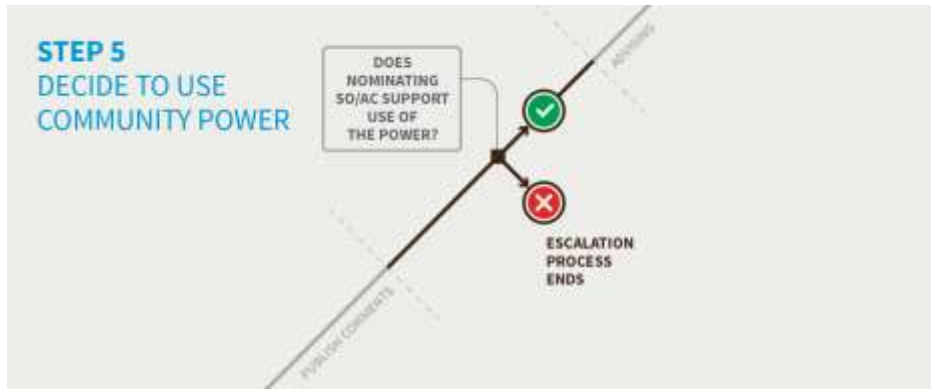 STEP 5
DECIDE TO USE
COMMUNITY POWER
DOES
NOMINATING
SO/AC SUPPORT
USE OF
THE POWER?
ADVISING
ESCALATION
PROCESS
ENDS
PUBLISH COMMENTS